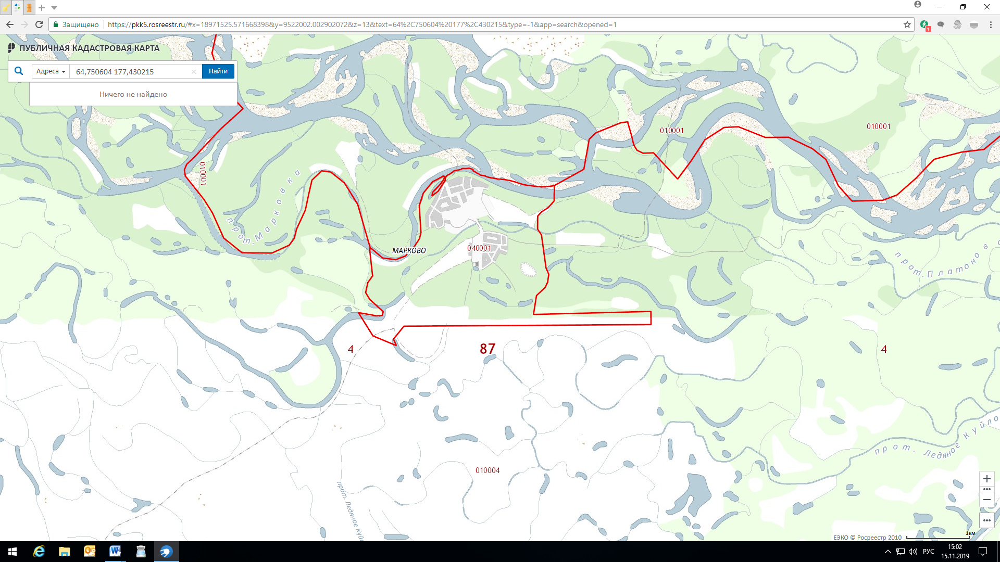 Защищено
https://pkk5.rosreestr.ru/#x=18971525.571668398&y=9522002.002902072&z=13&text=64%2C750604%20177%2C430215&type=-1&app=search&opened=1
1
ПУБЛИЧНАЯ КАДАСТРОВАЯ КАРТА
Адреса
64,750604 177,430215
Найти
Ничего не найдено
010001
010001
010001
прот. Марковка
МАРКОВО
040001
прот. Платонов
4
87
4
прот. Ледяное Куйло
010004
прот. Ледяное Куйл
ЕЭКО © Росреестр 2010
1км
РУС
15:02
15.11.2019